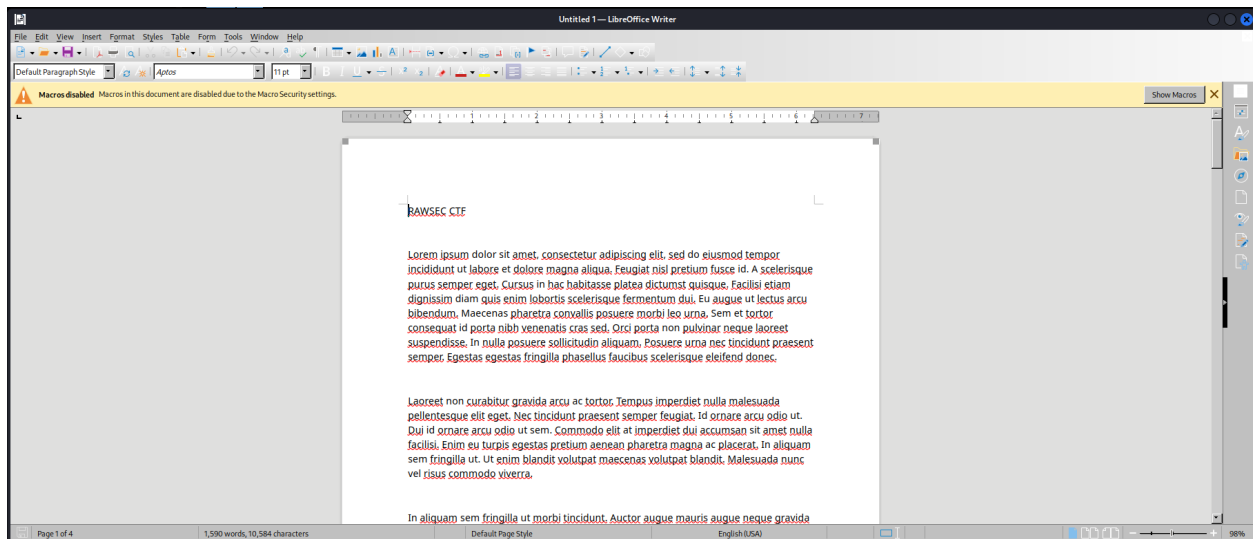 Untitled 1 — LibreOffice Writer
File Edit View Insert Format Styles Table Form Tools Window Help
Default Paragraph Style Aptos 11 pt
Macros disabled Macros in this document are disabled due to the Macro Security settings. Show Macros
1 2 3 4 5 6 7
RAWSEC CTF
Lorem ipsum dolor sit amet, consectetur adipiscing elit, sed do eiusmod tempor
incididunt ut labore et dolore magna aliqua. Feugiat nisl pretium fusce id. A scelerisque
purus semper eget. Cursus in hac habitasse platea dictumst quisque. Facilisi etiam
dignissim diam quis enim lobortis scelerisque fermentum dui. Eu augue ut lectus arcu
bibendum. Maecenas pharetra convallis posuere morbi leo urna. Sem et tortor
consequat id porta nibh venenatis cras sed. Orci porta non pulvinar neque laoreet
suspendisse. In nulla posuere sollicitudin aliquam. Posuere urna nec tincidunt praesent
semper. Egestas egestas fringilla phasellus faucibus scelerisque eleifend donec.
Laoreet non curabitur gravida arcu ac tortor. Tempus imperdiet nulla malesuada
pellentesque elit eget. Nec tincidunt praesent semper feugiat. Id ornare arcu odio ut.
Dui id ornare arcu odio ut sem. Commodo elit at imperdiet dui accumsan sit amet nulla
facilisi. Enim eu turpis egestas pretium aenean pharetra magna ac placerat. In aliquam
sem fringilla ut. Ut enim blandit volutpat maecenas volutpat blandit. Malesuada nunc
vel risus commodo viverra.
In aliquam sem fringilla ut morbi tincidunt. Auctor augue mauris augue neque gravida
Page 1 of 4 1,590 words, 10,584 characters Default Page Style English (USA) 98%